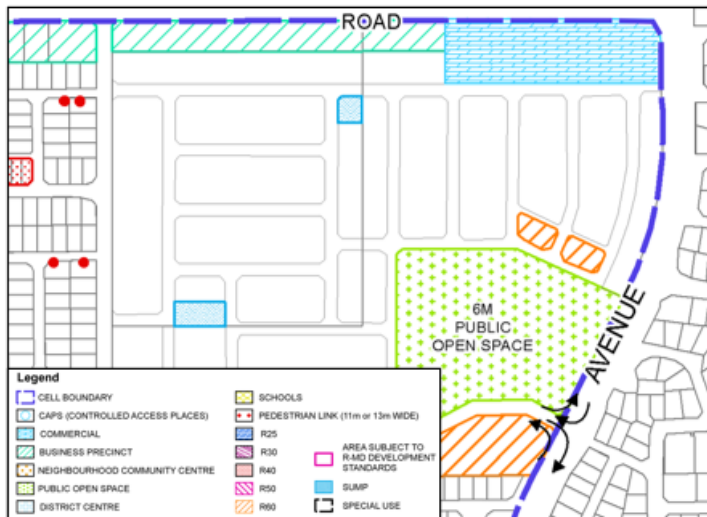 ROAD
6M
PUBLIC
OPEN SPACE
AVENUE
Legend
CELL BOUNDARY
CAPS (CONTROLLED ACCESS PLACES)
COMMERCIAL
BUSINESS PRECINCT
NEIGHBOURHOOD COMMUNITY CENTRE
PUBLIC OPEN SPACE
DISTRICT CENTRE
SCHOOLS
PEDESTRIAN LINK (11m or 13m WIDE)
R25
R30
R40
R50
R60
AREA SUBJECT TO
R-MD DEVELOPMENT
STANDARDS
SUMP
SPECIAL USE